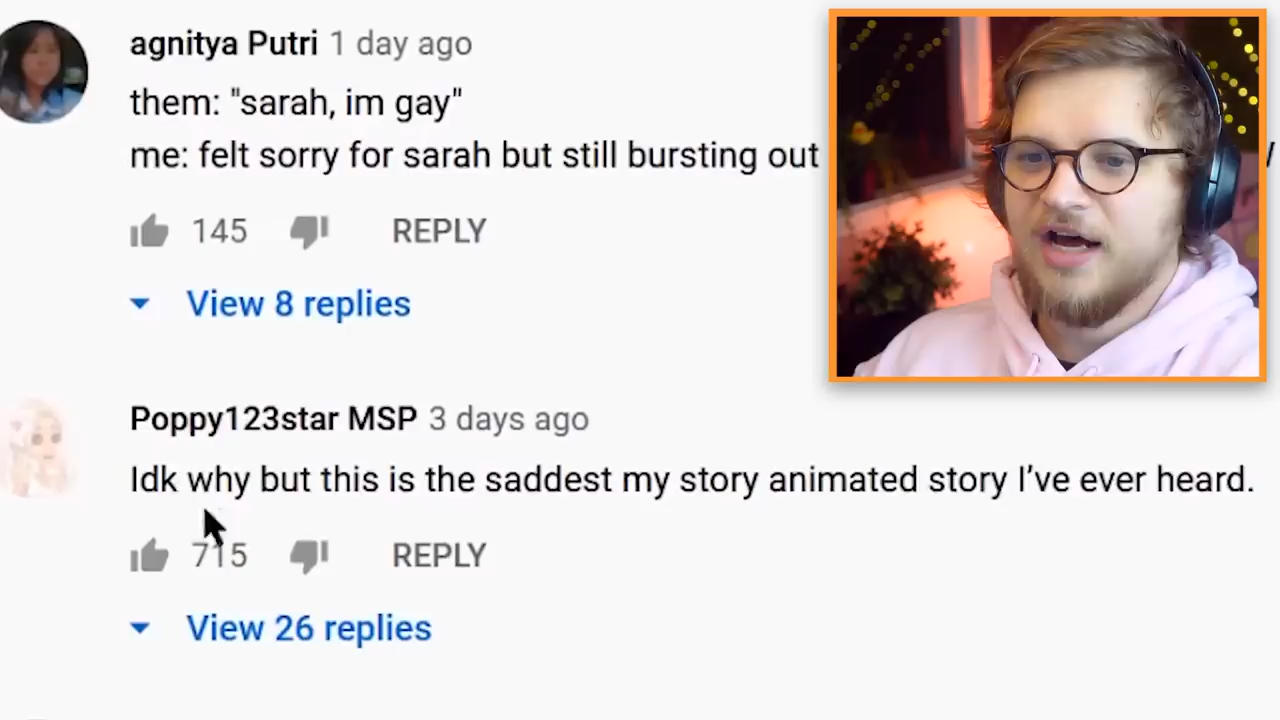 agnitya Putri 1 day ago
them: "sarah, im gay"
me: felt sorry for sarah but still bursting out
145 REPLY
View 8 replies
Poppy123star MSP 3 days ago
Idk why but this is the saddest my story animated story I've ever heard.
715 REPLY
View 26 replies